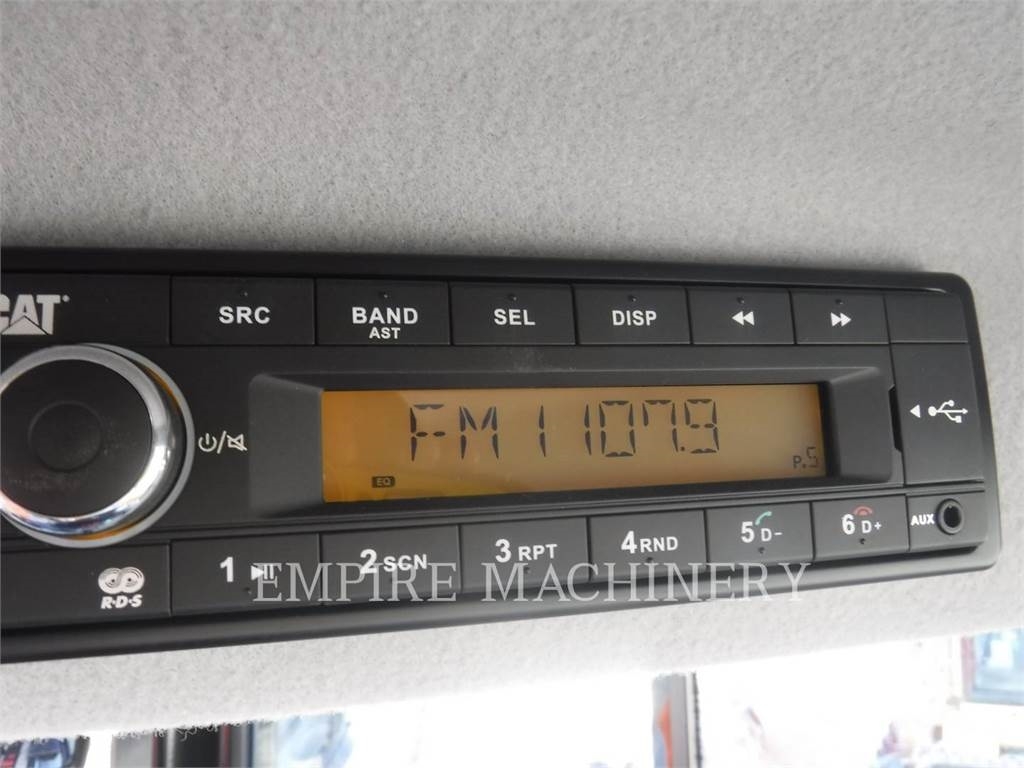 CAT
SRC
BAND
AST
SEL
DISP
FM1 107.9
EQ
P.5
1
2 SCN
3 RPT
4 RND
5 D-
6 D+
AUX
R·D·S
EMPIRE MACHINERY